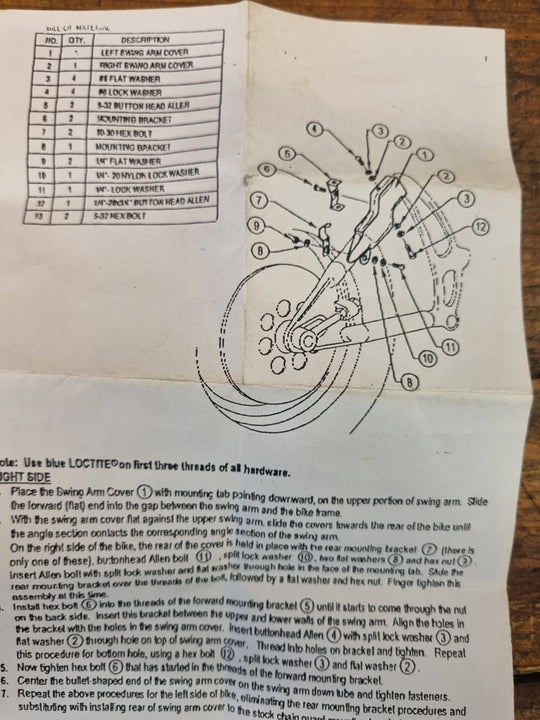 BILL OF MATERIAL
NO. QTY. DESCRIPTION
1 LEFT SWING ARM COVER
2 1 RIGHT SWING ARM COVER
3 4 #8 FLAT WASHER
4 4 #8 LOCK WASHER
5 2 8-32 BUTTON HEAD ALLEN
6 2 MOUNTING BRACKET
7 2 10-30 HEX BOLT
8 1 MOUNTING BRACKET
9 2 1/4" FLAT WASHER
10 1 1/4"- 20 NYLON LOCK WASHER
11 1 1/4"- LOCK WASHER
12 1 1/4"-20x3/4" BUTTON HEAD ALLEN
13 2 8-32 HEX BOLT
4 3 2 1
5 2
6 3
7
9 12
8
11
10
8
ote: Use blue LOCTITE® on first three threads of all hardware.
IGHT SIDE
Place the Swing Arm Cover ① with mounting tab pointing downward, on the upper portion of swing arm. Slide
the forward (flat) end into the gap between the swing arm and the bike frame.
With the swing arm cover flat against the upper swing arm, slide the covers towards the rear of the bike until
the angle section contacts the corresponding angle section of the swing arm.
On the right side of the bike, the rear of the cover is held in place with the rear mounting bracket ⑦ (there is
only one of these), buttonhead Allen bolt ⑪ , split lock washer ⑩, two flat washers ⑧ and hex nut ③.
Insert Allen bolt with split lock washer and flat washer through hole in the face of the mounting tab. Slide the
rear mounting bracket over the threads of the bolt, followed by a flat washer and hex nut. Finger tighten this
assembly at this time.
Install hex bolt ⑥ into the threads of forward mounting bracket ⑤ until it starts to come through the nut
on the back side. Insert this bracket between the upper and lower walls of the swing arm. Align the holes in
the bracket with the holes in the swing arm cover. Insert buttonhead Allen ④ with split lock washer ③ and
flat washer ② through hole on top of swing arm cover. Thread into holes on bracket and tighten. Repeat
this procedure for bottom hole, using a hex bolt ⑫ , split lock washer ③ and flat washer ②.
5. Now tighten hex bolt ⑥ that has started in the threads of the forward mounting bracket.
6. Center the bullet-shaped end of the swing arm cover on the swing arm down tube and tighten fasteners.
7. Repeat the above procedures for the left side of bike, eliminating the rear mounting bracket procedures and
substituting with installing rear of swing arm cover to the stock chain guard